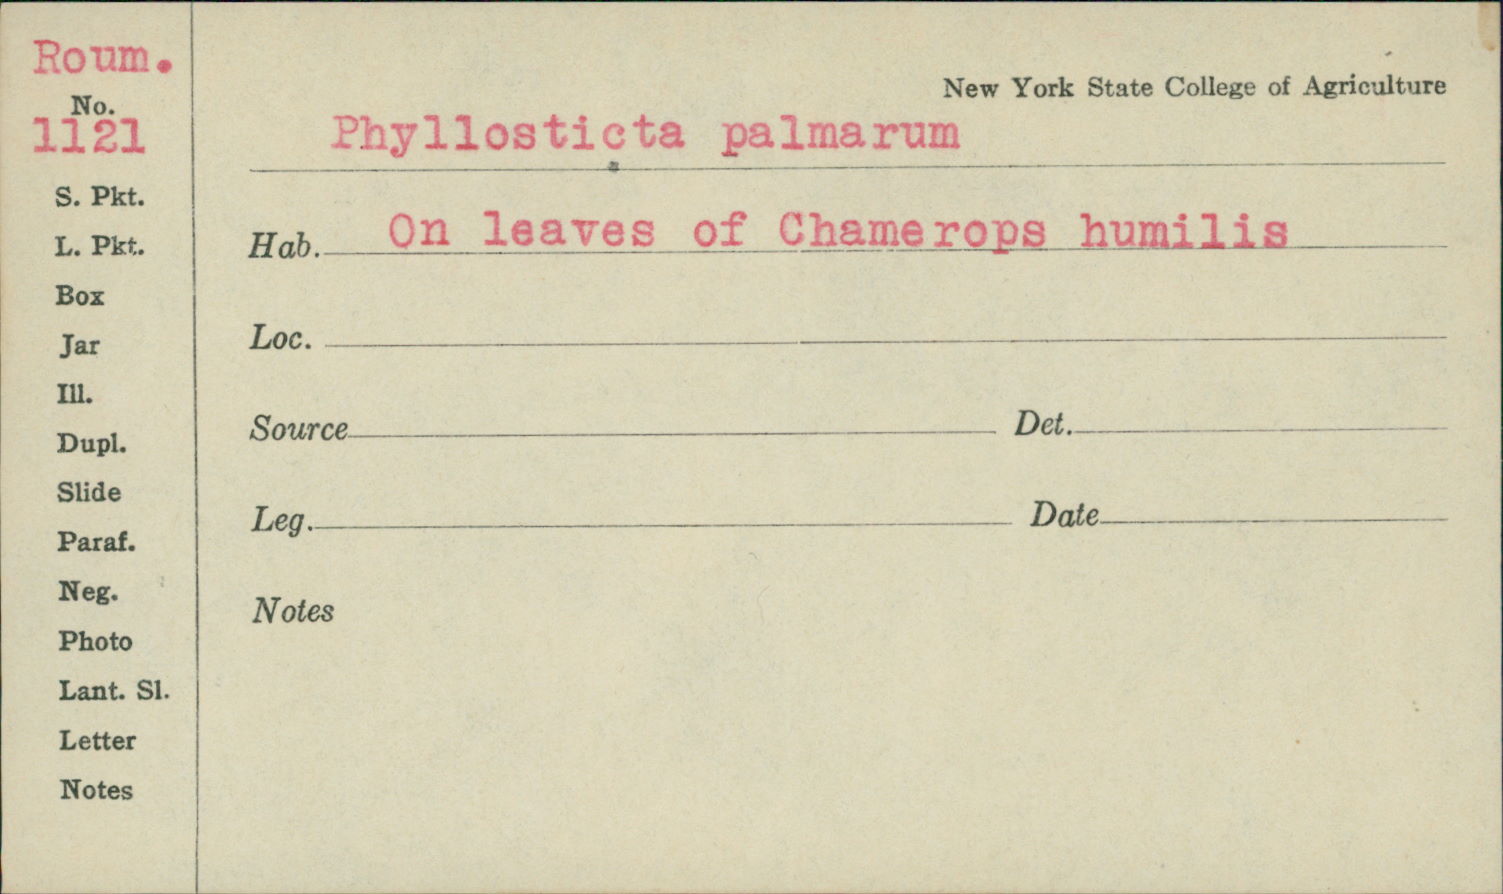 Roum.
No.
1121
S. Pkt.
L. Pkt.
Box
Jar
Ill.
Dupl.
Slide
Paraf.
Neg.
Photo
Lant. Sl.
Letter
Notes
New York State College of Agriculture
Phyllosticta palmarum
Hab. On leaves of Chamerops humilis
Loc.
Source Det.
Leg. Date
Notes